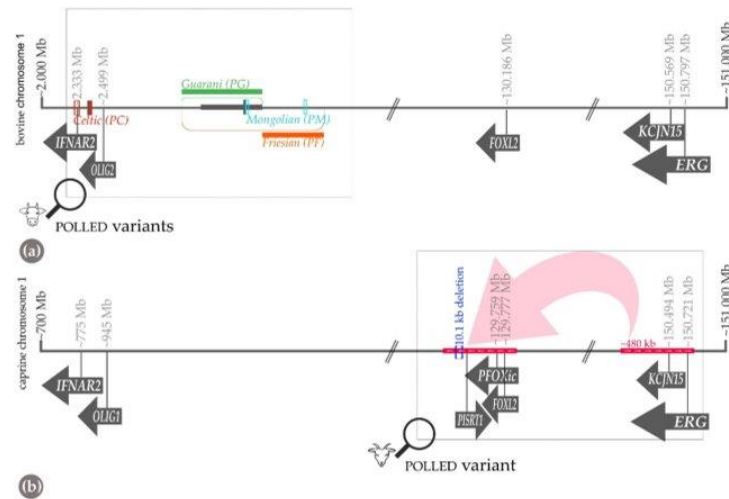 bovine chromosome 1
~2.000 Mb
~2.333 Mb
~2.499 Mb
~130.186 Mb
~150.569 Mb
~150.797 Mb
~151.000 Mb
Guarani (PG)
Celtic (PC)
Mongolian (PM)
Friesian (PF)
IFNAR2
OLIG2
FOXL2
KCJN15
ERG
POLLED variants
(a)
caprine chromosome 1
~700 Mb
~775 Mb
~945 Mb
10.1 kb deletion
~129.759 Mb
~129.777 Mb
~480 kb
~150.494 Mb
~150.721 Mb
~151.000 Mb
IFNAR2
OLIG1
PFOXic
FOXL2
PISRT1
KCJN15
ERG
POLLED variant
(b)